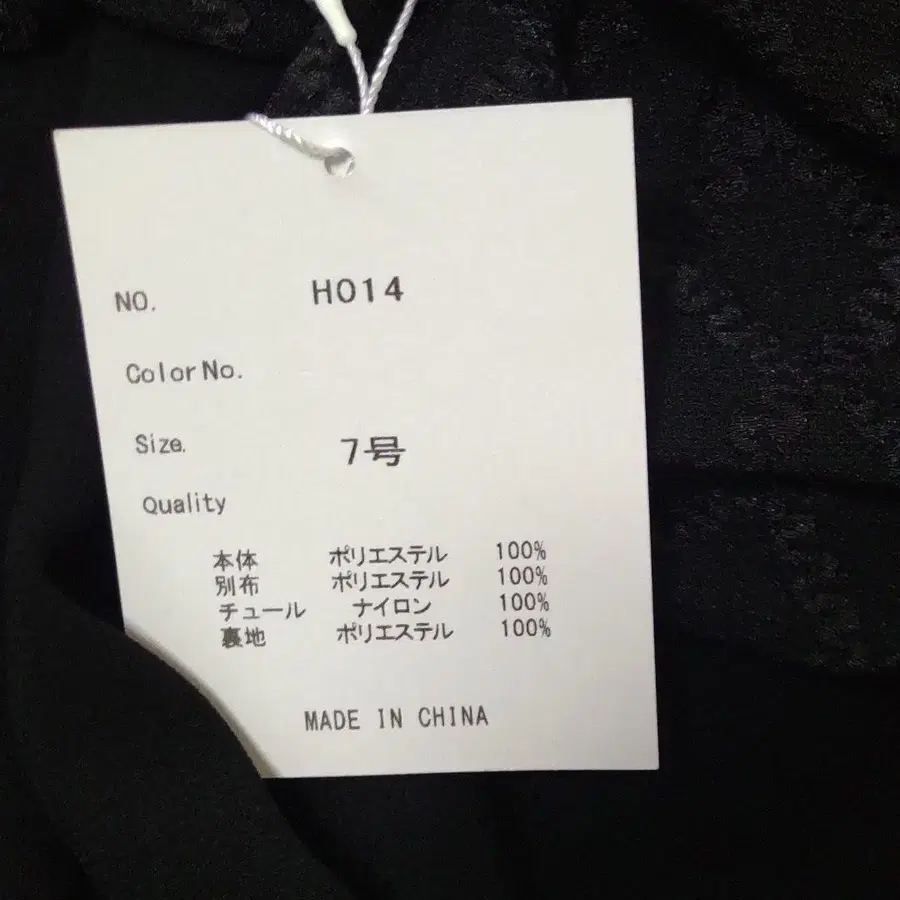 NO. H014
Color No.
Size. 7号
Quality
本体 ポリエステル 100%
別布 ポリエステル 100%
チュール ナイロン 100%
裏地 ポリエステル 100%
MADE IN CHINA